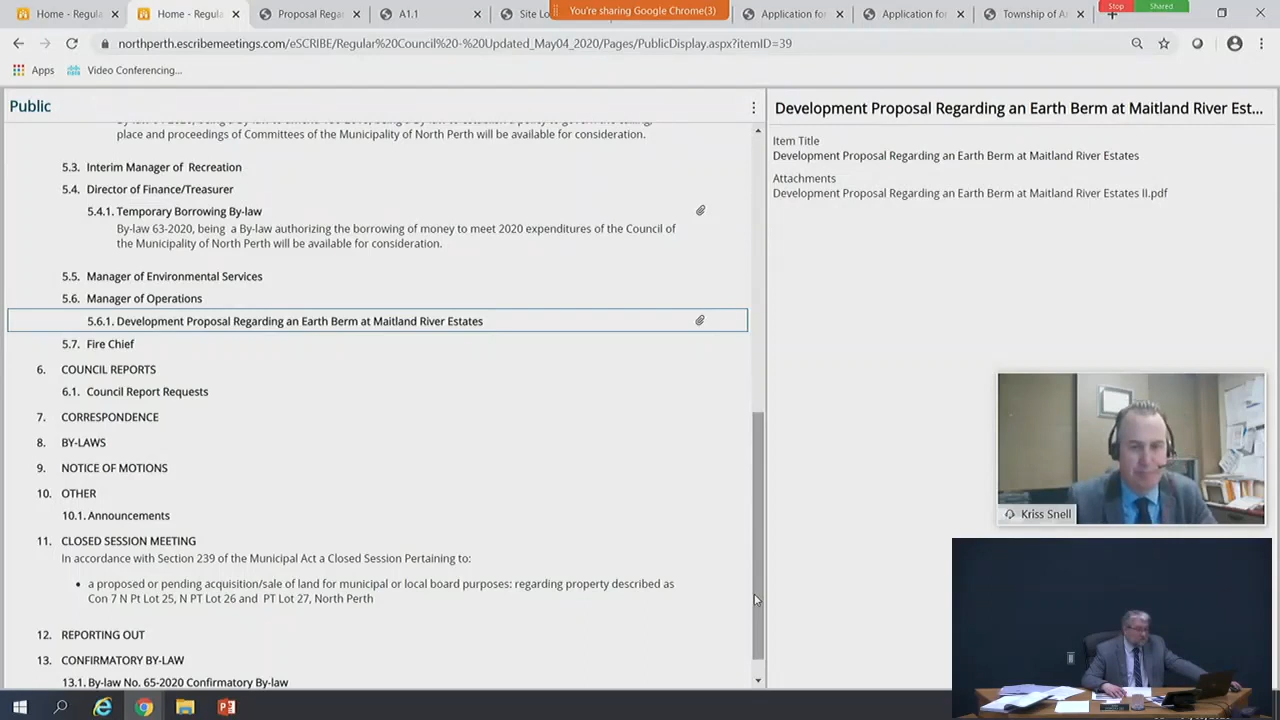 Home - Regula
Home - Regula
Proposal Regar
A1.1
Site Lo
You're sharing Google Chrome(3)
Application for
Application for
Township of Am
Stop
Shared
northperth.escribemeetings.com/eSCRIBE/Regular%20Council%20-%20Updated_May04_2020/Pages/PublicDisplay.aspx?itemID=39
Apps
Video Conferencing...
Public
place and proceedings of Committees of the Municipality of North Perth will be available for consideration.
5.3. Interim Manager of Recreation
5.4. Director of Finance/Treasurer
5.4.1. Temporary Borrowing By-law
By-law 63-2020, being a By-law authorizing the borrowing of money to meet 2020 expenditures of the Council of
the Municipality of North Perth will be available for consideration.
5.5. Manager of Environmental Services
5.6. Manager of Operations
5.6.1. Development Proposal Regarding an Earth Berm at Maitland River Estates
5.7. Fire Chief
6. COUNCIL REPORTS
6.1. Council Report Requests
7. CORRESPONDENCE
8. BY-LAWS
9. NOTICE OF MOTIONS
10. OTHER
10.1. Announcements
11. CLOSED SESSION MEETING
In accordance with Section 239 of the Municipal Act a Closed Session Pertaining to:
• a proposed or pending acquisition/sale of land for municipal or local board purposes: regarding property described as
Con 7 N Pt Lot 25, N PT Lot 26 and PT Lot 27, North Perth
12. REPORTING OUT
13. CONFIRMATORY BY-LAW
13.1. By-law No. 65-2020 Confirmatory By-law
Development Proposal Regarding an Earth Berm at Maitland River Est...
Item Title
Development Proposal Regarding an Earth Berm at Maitland River Estates
Attachments
Development Proposal Regarding an Earth Berm at Maitland River Estates II.pdf
Kriss Snell